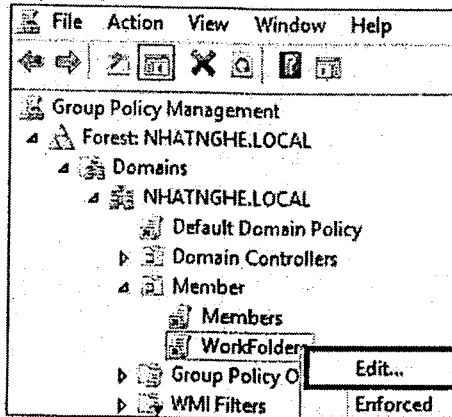 File Action View Window Help
Group Policy Management
Forest: NHATNGHE.LOCAL
Domains
NHATNGHE.LOCAL
Default Domain Policy
Domain Controllers
Member
Members
WorkFolders
Edit...
Group Policy O
Enforced
WMI Filters